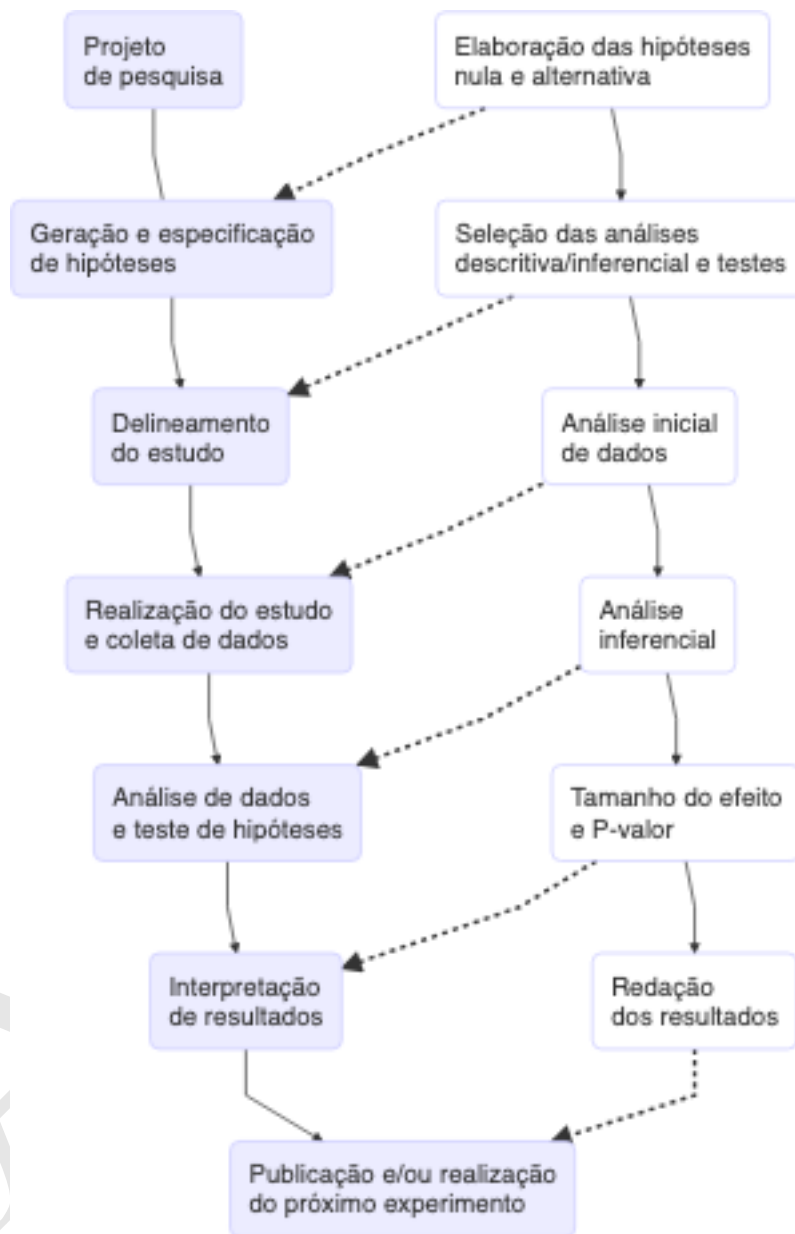 Projeto
de pesquisa
Elaboração das hipóteses
nula e alternativa
Geração e especificação
de hipóteses
Seleção das análises
descritiva/inferencial e testes
Delineamento
do estudo
Análise inicial
de dados
Realização do estudo
e coleta de dados
Análise
inferencial
Análise de dados
e teste de hipóteses
Tamanho do efeito
e P-valor
Interpretação
de resultados
Redação
dos resultados
Publicação e/ou realização
do próximo experimento